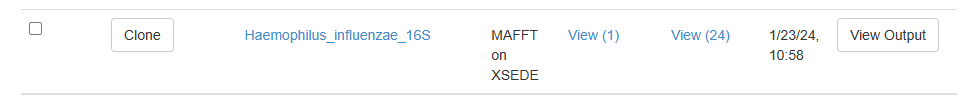 Clone Haemophilus_influenzae_16S MAFFT View (1) View (24) 1/23/24, View Output
on 10:58
XSEDE